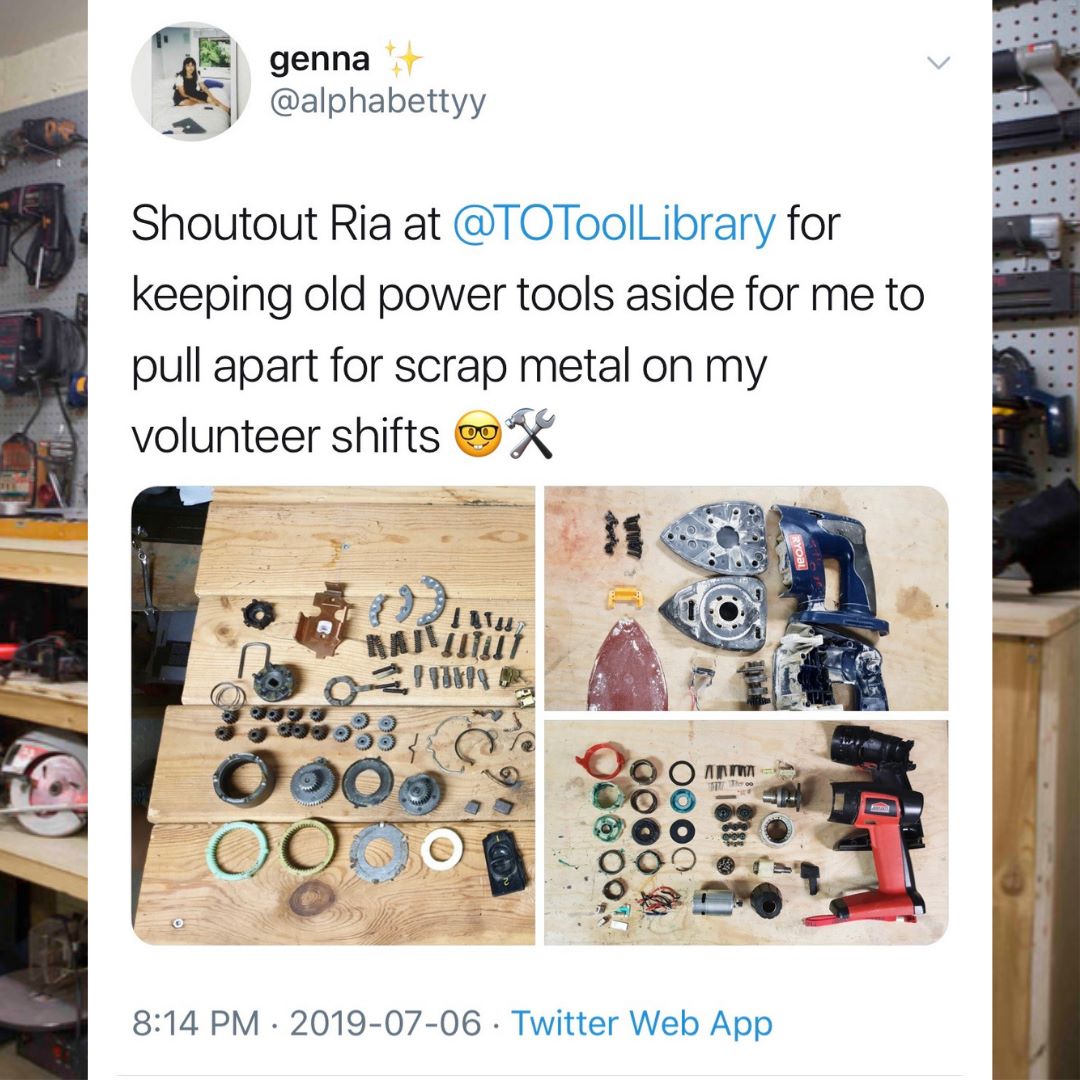 genna ✨
@alphabettyy
Shoutout Ria at @TOToolLibrary for
keeping old power tools aside for me to
pull apart for scrap metal on my
volunteer shifts 🤓🛠
RYOBI
2
8:14 PM · 2019-07-06 · Twitter Web App